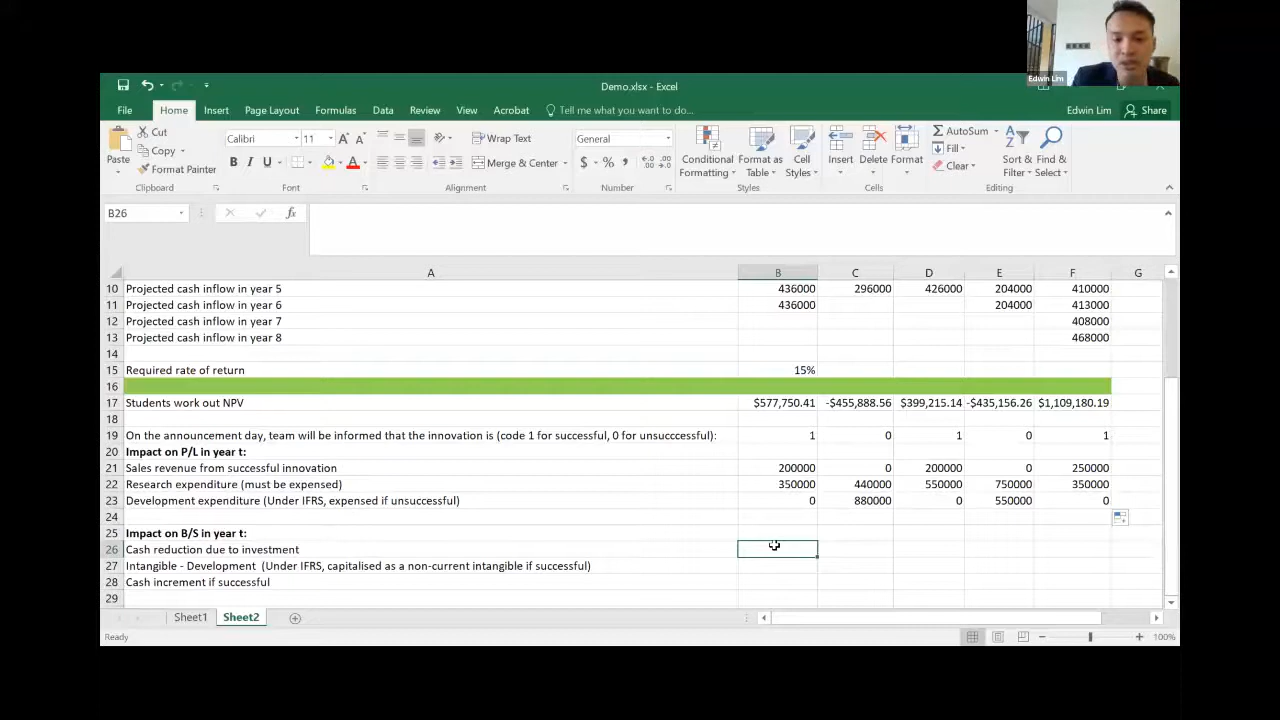 Edwin Lim
Demo.xlsx - Excel
File Home Insert Page Layout Formulas Data Review View Acrobat Tell me what you want to do... Edwin Lim Share
Paste
Cut
Copy
Format Painter
Clipboard
Calibri 11
B I U
Font
Wrap Text
Merge & Center
Alignment
General
$ % ,
Number
Conditional Formatting
Format as Table
Cell Styles
Styles
Insert Delete Format
Cells
AutoSum
Fill
Clear
Sort & Filter
Find & Select
Editing
B26 fx
A B C D E F G
10 Projected cash inflow in year 5 436000 296000 426000 204000 410000
11 Projected cash inflow in year 6 436000 204000 413000
12 Projected cash inflow in year 7 408000
13 Projected cash inflow in year 8 468000
14
15 Required rate of return 15%
16
17 Students work out NPV $577,750.41 -$455,888.56 $399,215.14 -$435,156.26 $1,109,180.19
18
19 On the announcement day, team will be informed that the innovation is (code 1 for successful, 0 for unsucccessful): 1 0 1 0 1
20 Impact on P/L in year t:
21 Sales revenue from successful innovation 200000 0 200000 0 250000
22 Research expenditure (must be expensed) 350000 440000 550000 750000 350000
23 Development expenditure (Under IFRS, expensed if unsuccessful) 0 880000 0 550000 0
24
25 Impact on B/S in year t:
26 Cash reduction due to investment
27 Intangible - Development (Under IFRS, capitalised as a non-current intangible if successful)
28 Cash increment if successful
29
Sheet1 Sheet2
Ready 100%